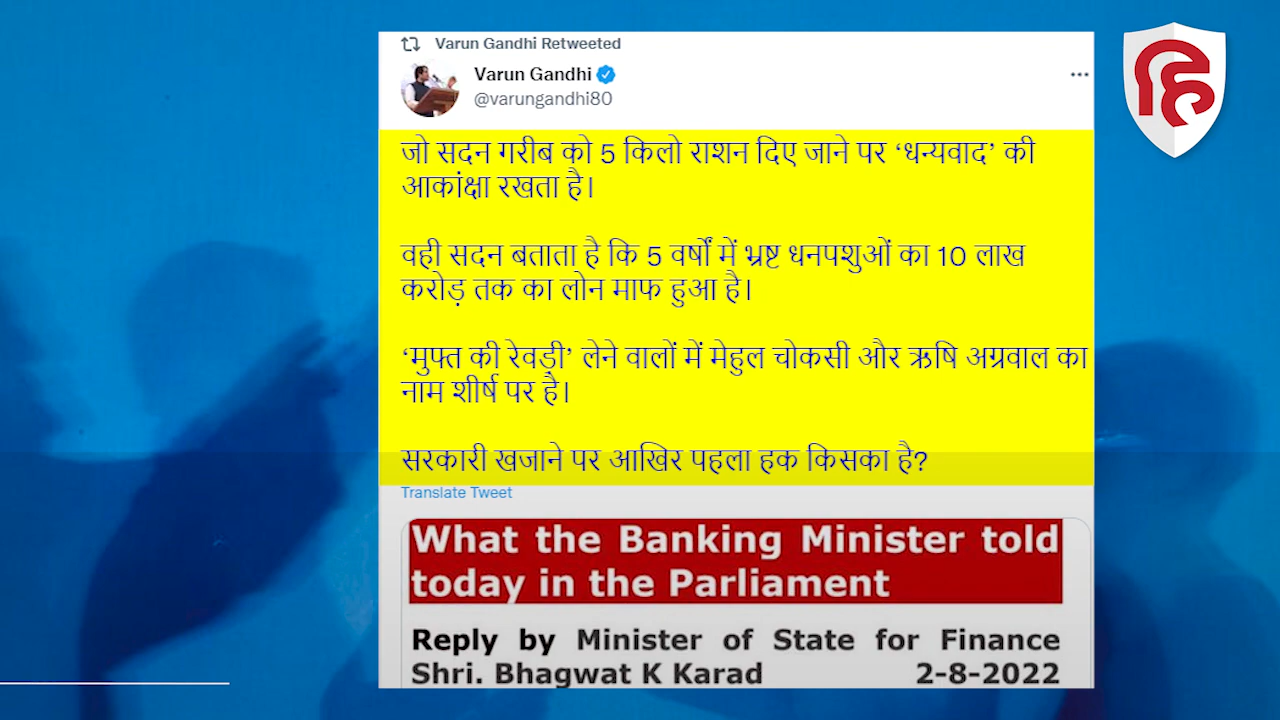 Varun Gandhi Retweeted
Varun Gandhi
@varungandhi80
जो सदन गरीब को 5 किलो राशन दिए जाने पर ‘धन्यवाद’ की
आकांक्षा रखता है।
वही सदन बताता है कि 5 वर्षों में भ्रष्ट धनपशुओं का 10 लाख
करोड़ तक का लोन माफ हुआ है।
‘मुफ्त की रेवड़ी’ लेने वालों में मेहुल चोकसी और ऋषि अग्रवाल का
नाम शीर्ष पर है।
सरकारी खजाने पर आखिर पहला हक किसका है?
Translate Tweet
What the Banking Minister told
today in the Parliament
Reply by Minister of State for Finance
Shri. Bhagwat K Karad 2-8-2022
हि